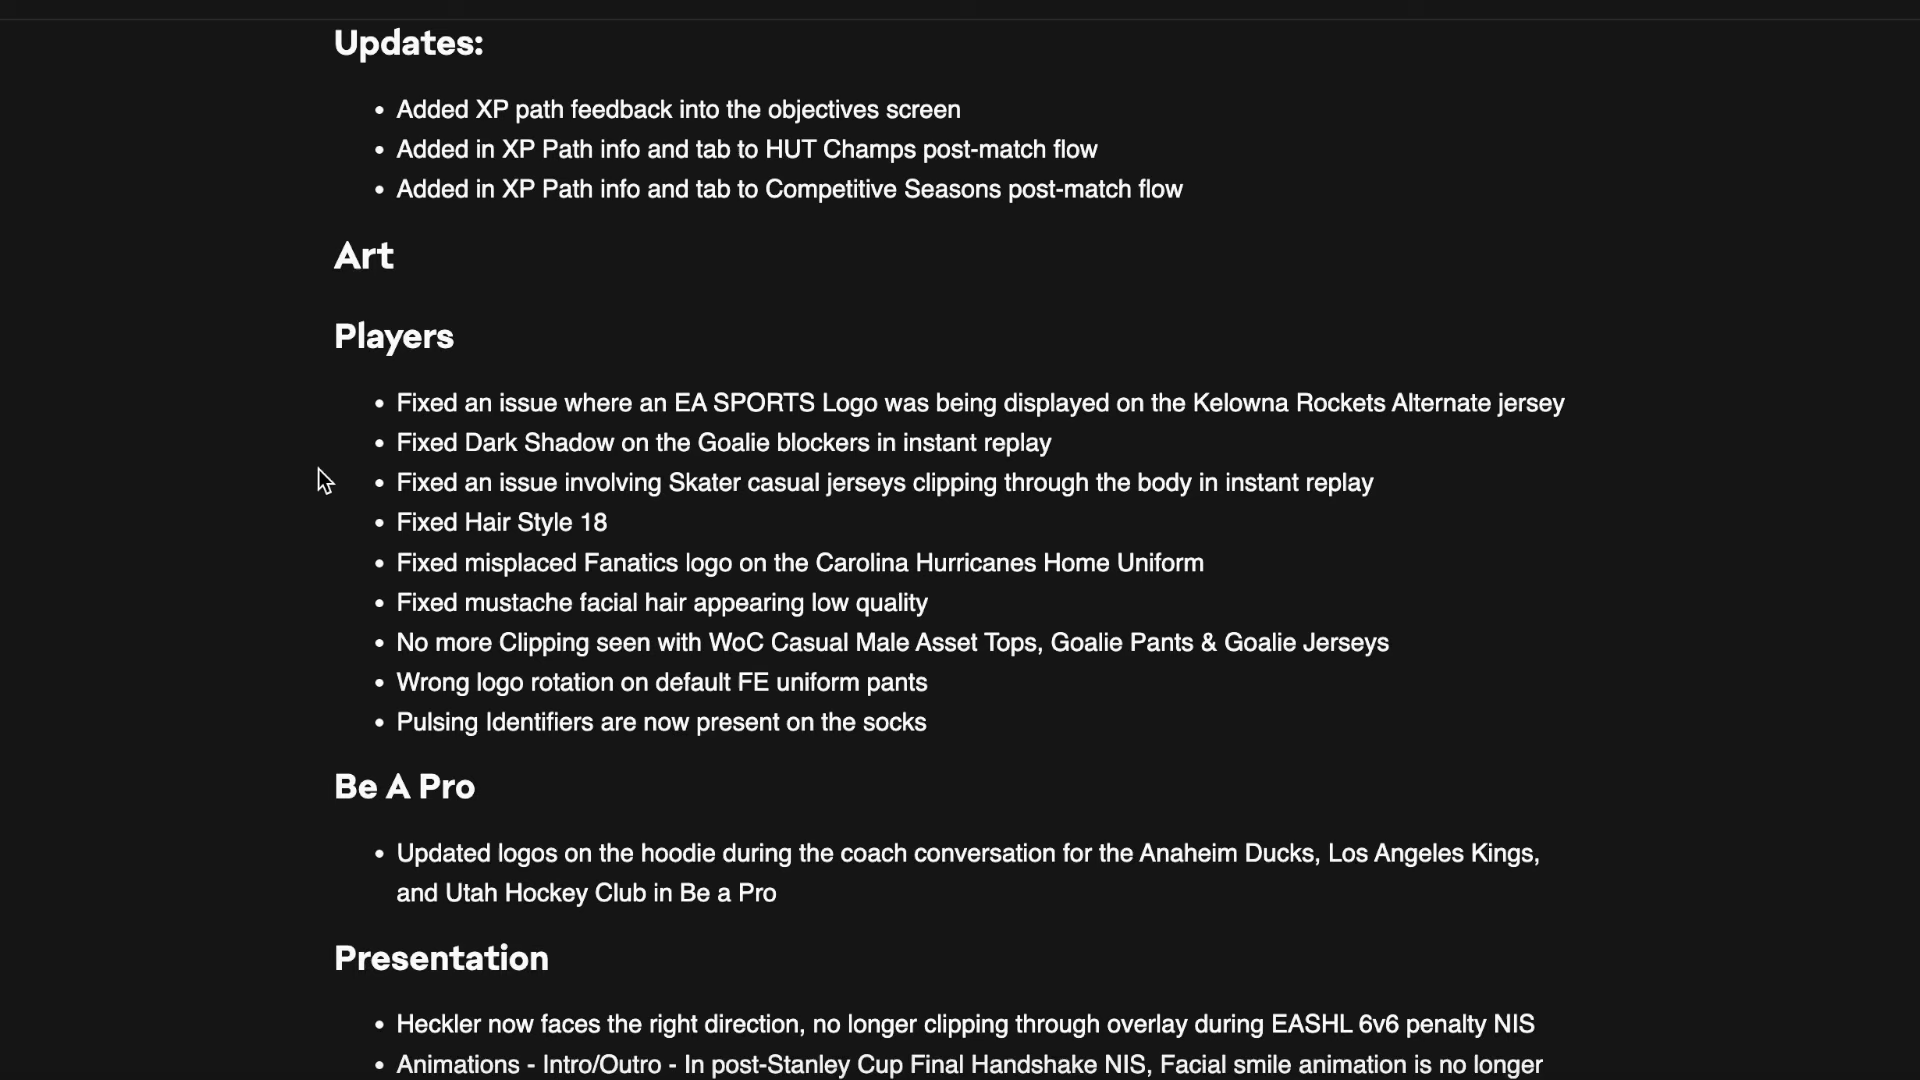 Updates:
• Added XP path feedback into the objectives screen
• Added in XP Path info and tab to HUT Champs post-match flow
• Added in XP Path info and tab to Competitive Seasons post-match flow
Art
Players
• Fixed an issue where an EA SPORTS Logo was being displayed on the Kelowna Rockets Alternate jersey
• Fixed Dark Shadow on the Goalie blockers in instant replay
• Fixed an issue involving Skater casual jerseys clipping through the body in instant replay
• Fixed Hair Style 18
• Fixed misplaced Fanatics logo on the Carolina Hurricanes Home Uniform
• Fixed mustache facial hair appearing low quality
• No more Clipping seen with WoC Casual Male Asset Tops, Goalie Pants & Goalie Jerseys
• Wrong logo rotation on default FE uniform pants
• Pulsing Identifiers are now present on the socks
Be A Pro
• Updated logos on the hoodie during the coach conversation for the Anaheim Ducks, Los Angeles Kings,
and Utah Hockey Club in Be a Pro
Presentation
• Heckler now faces the right direction, no longer clipping through overlay during EASHL 6v6 penalty NIS
• Animations - Intro/Outro - In post-Stanley Cup Final Handshake NIS, Facial smile animation is no longer